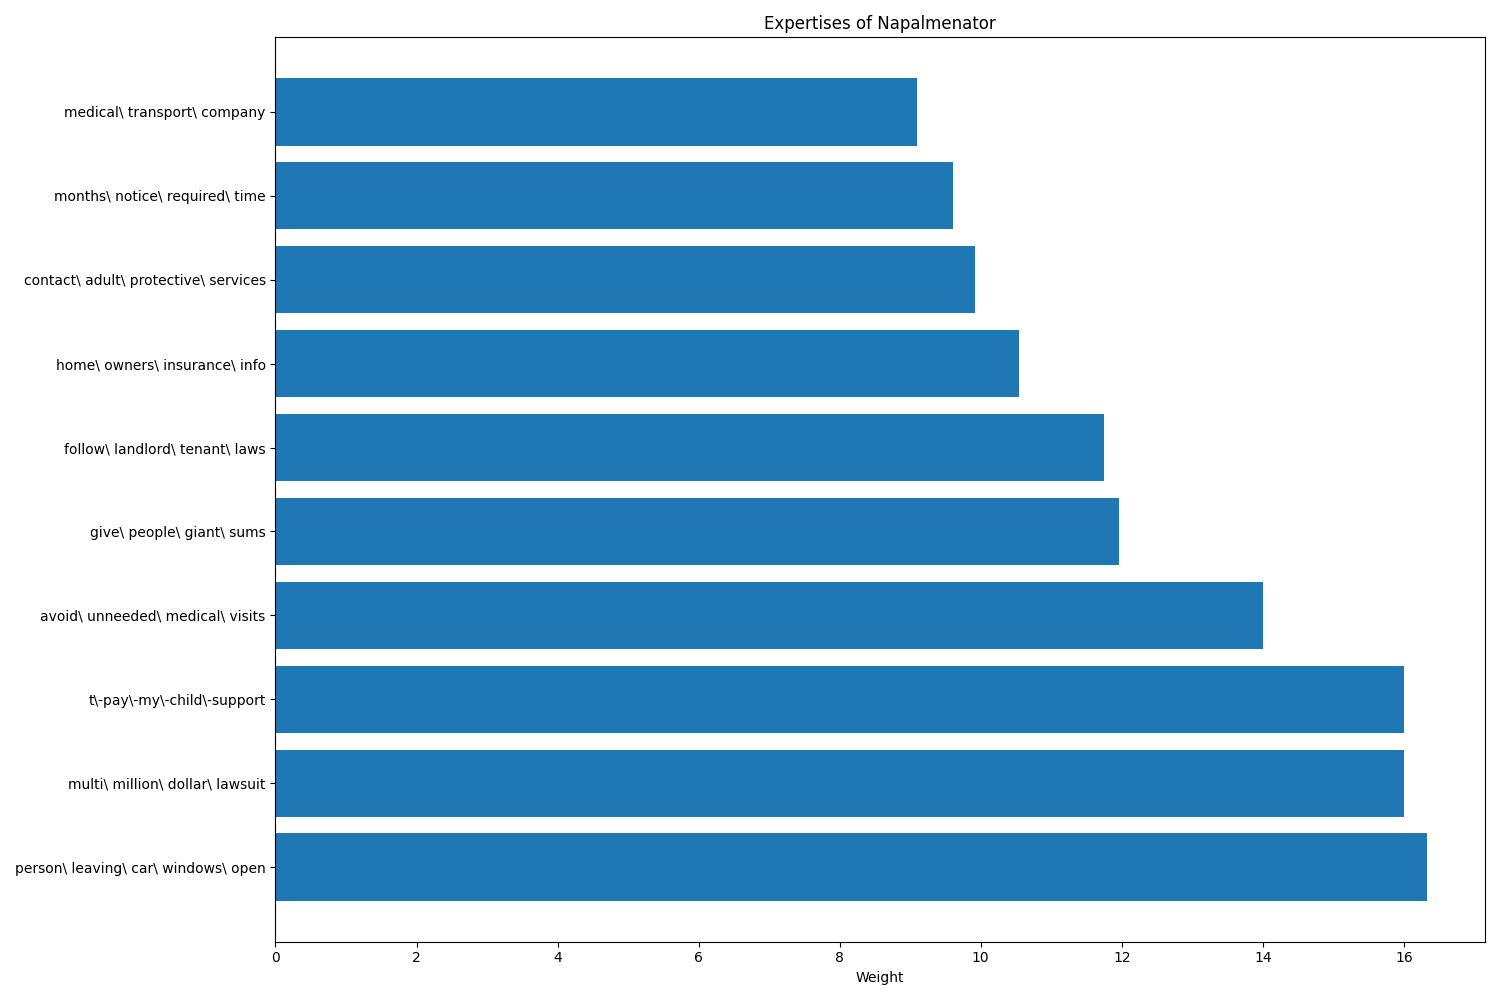 Expertises of Napalmenator
medical\ transport\ company
months\ notice\ required\ time
contact\ adult\ protective\ services
home\ owners\ insurance\ info
follow\ landlord\ tenant\ laws
give\ people\ giant\ sums
avoid\ unneeded\ medical\ visits
t\-pay\-my\-child\-support
multi\ million\ dollar\ lawsuit
person\ leaving\ car\ windows\ open
0 2 4 6 8 10 12 14 16
Weight